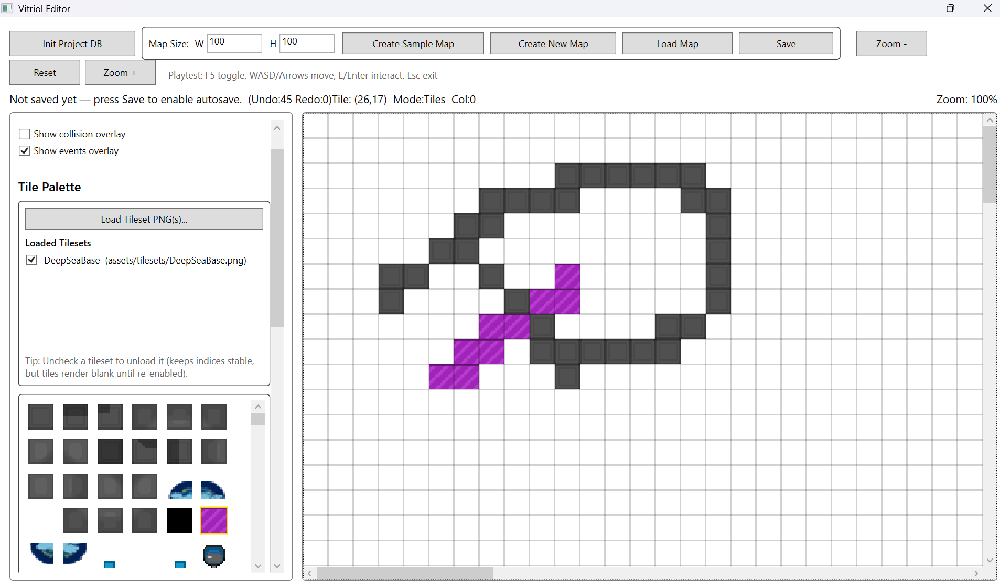 Vitriol Editor
Init Project DB
Map Size: W 100 H 100
Create Sample Map
Create New Map
Load Map
Save
Zoom -
Reset
Zoom +
Playtest: F5 toggle, WASD/Arrows move, E/Enter interact, Esc exit
Not saved yet — press Save to enable autosave. (Undo:45 Redo:0)Tile: (26,17) Mode:Tiles Col:0
Zoom: 100%
Show collision overlay
Show events overlay
Tile Palette
Load Tileset PNG(s)...
Loaded Tilesets
DeepSeaBase (assets/tilesets/DeepSeaBase.png)
Tip: Uncheck a tileset to unload it (keeps indices stable,
but tiles render blank until re-enabled).